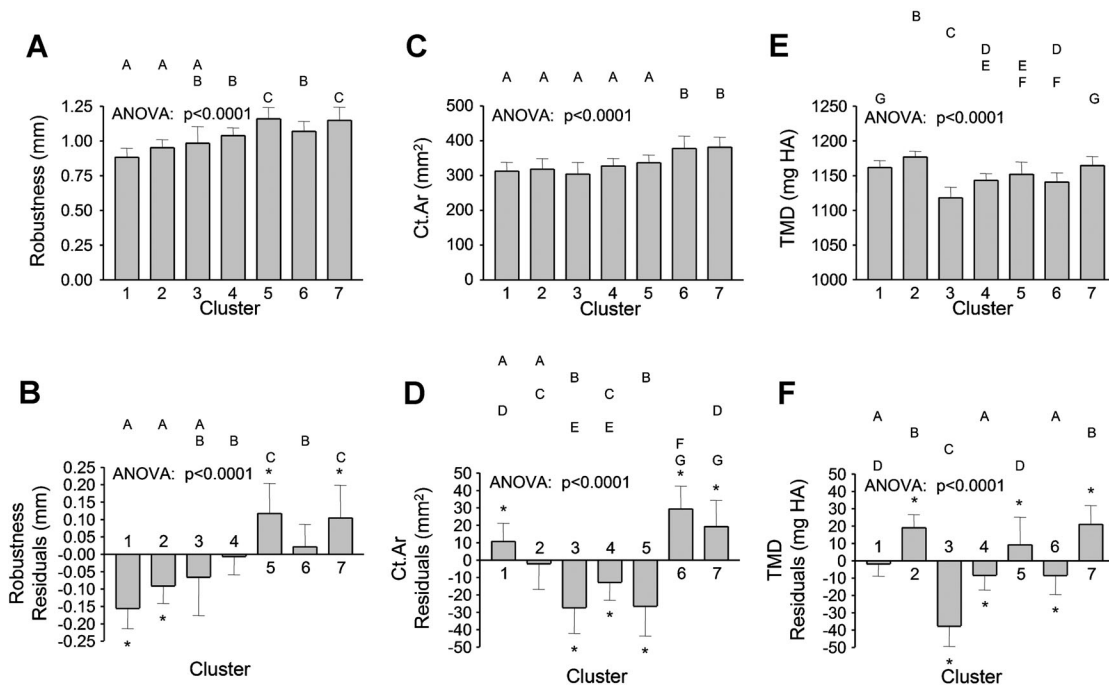 A
A A A B C
B
ANOVA: p<0.0001
C C
Robustness (mm)
1.25
1.00
0.75
0.50
0.25
0.00
1 2 3 4 5 6 7
Cluster
C
A A A A A B B
ANOVA: p<0.0001
Ct.Ar (mm²)
500
400
300
200
100
0
1 2 3 4 5 6 7
Cluster
E
B
C
D D
E E
F F
G G
ANOVA: p<0.0001
TMD (mg HA)
1250
1200
1150
1100
1050
1000
1 2 3 4 5 6 7
Cluster
B
A A A
B B B
C C
ANOVA: p<0.0001
* *
Robustness
Residuals (mm)
0.25
0.20
0.15
0.10
0.05
-0.00
-0.05
-0.10
-0.15
-0.20
-0.25
1 2 3 4
5 6 7
* *
Cluster
D
A A
B B
C C
D D
E E
F
G G
ANOVA: p<0.0001
* * *
Ct.Ar
Residuals (mm²)
50
40
30
20
10
0
-10
-20
-30
-40
-50
2 3 4 5
1 6 7
* * *
Cluster
F
A A A
B B
C
D D
ANOVA: p<0.0001
* * *
TMD
Residuals (mg HA)
50
40
30
20
10
0
-10
-20
-30
-40
-50
1 3 4 6
2 5 7
* * *
Cluster